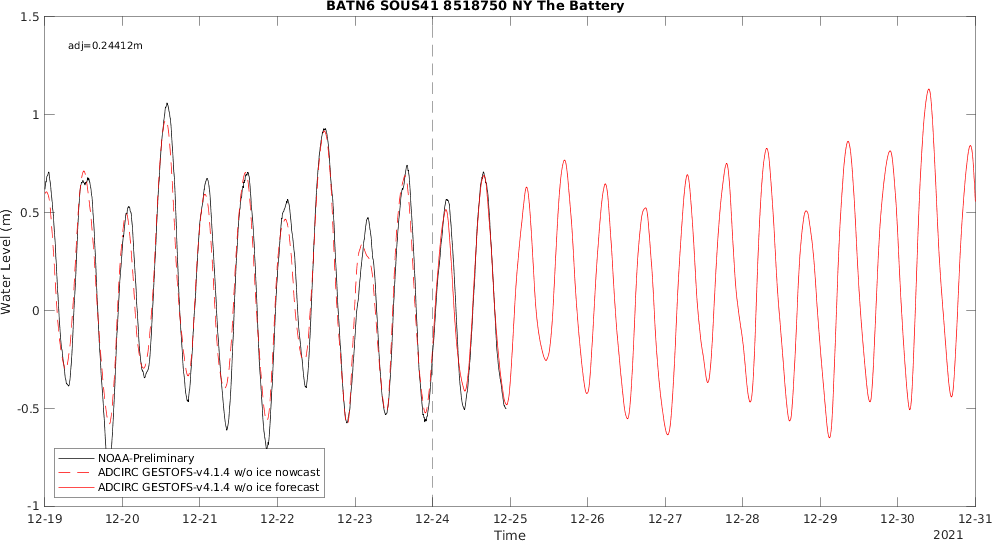 BATN6 SOUS41 8518750 NY The Battery
adj=0.24412m
1.5
1
0.5
0
-0.5
-1
Water Level (m)
NOAA-Preliminary
ADCIRC GESTOFS-v4.1.4 w/o ice nowcast
ADCIRC GESTOFS-v4.1.4 w/o ice forecast
12-19 12-20 12-21 12-22 12-23 12-24 12-25 12-26 12-27 12-28 12-29 12-30 12-31
Time
2021